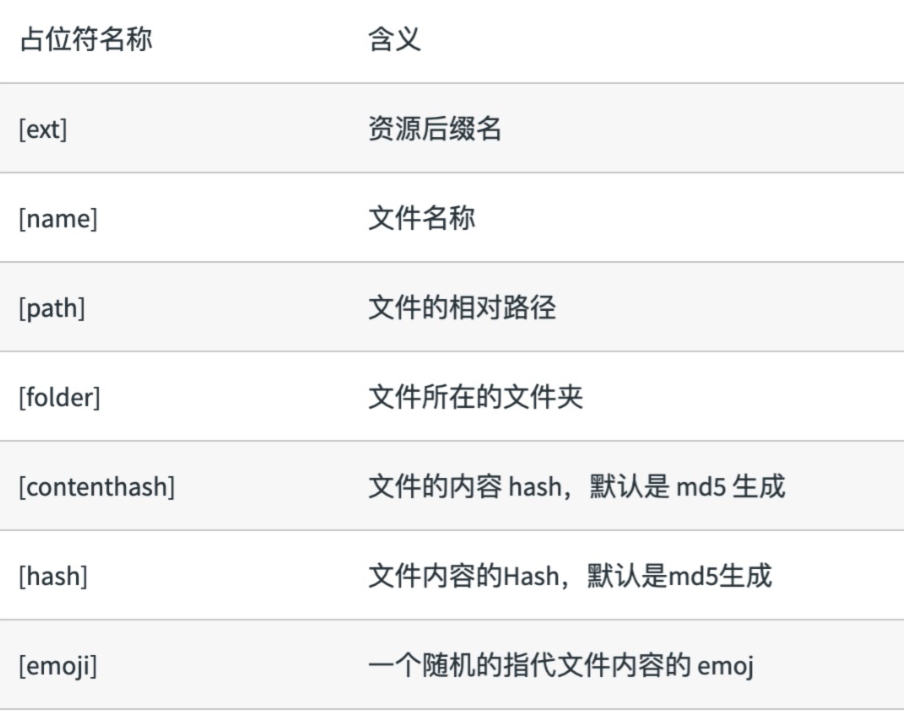 占位符名称 含义
[ext] 资源后缀名
[name] 文件名称
[path] 文件的相对路径
[folder] 文件所在的文件夹
[contenthash] 文件的内容 hash，默认是 md5 生成
[hash] 文件内容的Hash，默认是md5生成
[emoji] 一个随机的指代文件内容的 emoj